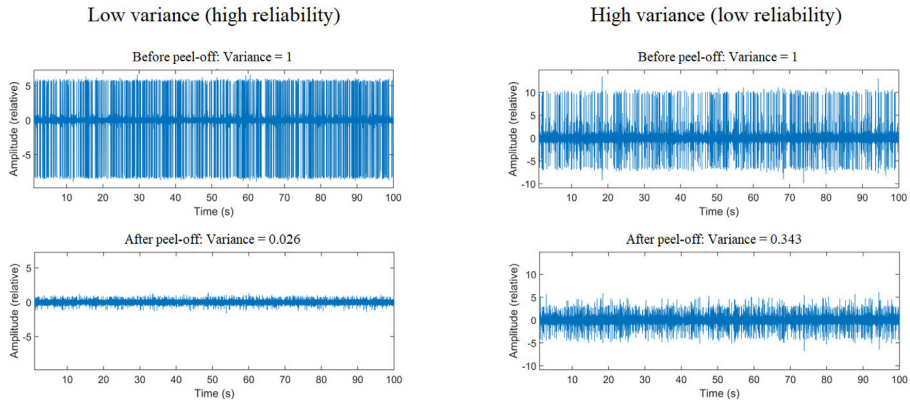 Low variance (high reliability)
Before peel-off: Variance = 1
Amplitude (relative)
5
0
-5
10 20 30 40 50 60 70 80 90 100
Time (s)
After peel-off: Variance = 0.026
Amplitude (relative)
5
0
-5
10 20 30 40 50 60 70 80 90 100
Time (s)
High variance (low reliability)
Before peel-off: Variance = 1
Amplitude (relative)
10
5
0
-5
-10
10 20 30 40 50 60 70 80 90 100
Time (s)
After peel-off: Variance = 0.343
Amplitude (relative)
10
5
0
-5
-10
10 20 30 40 50 60 70 80 90 100
Time (s)